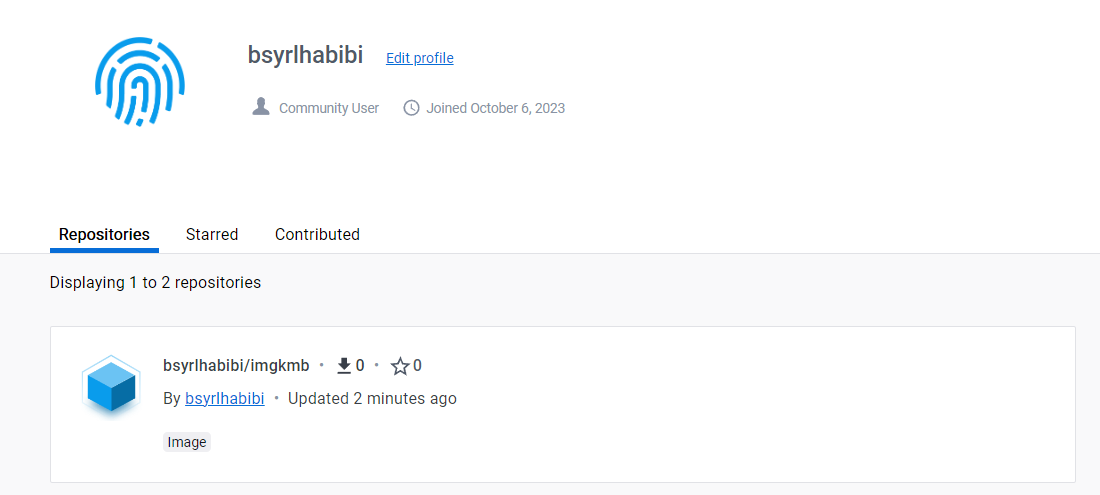 bsyrlhabibi Edit profile
Community User Joined October 6, 2023
Repositories Starred Contributed
Displaying 1 to 2 repositories
bsyrlhabibi/imgkmb • 0 • 0
By bsyrlhabibi • Updated 2 minutes ago
Image